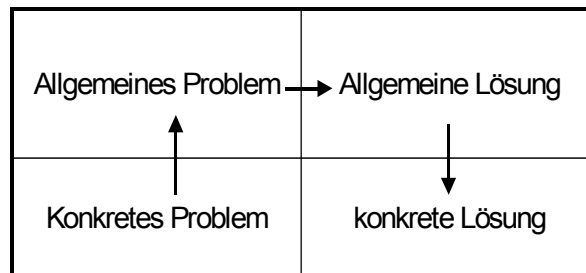 Allgemeines Problem
Allgemeine Lösung
Konkretes Problem
konkrete Lösung